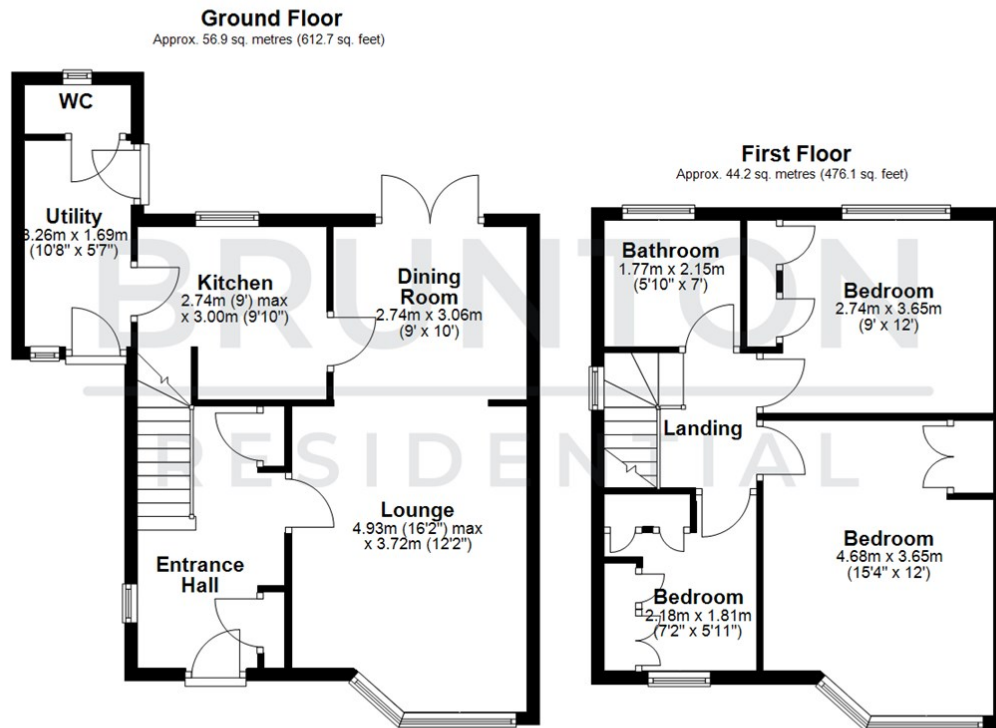 Ground Floor
Approx. 56.9 sq. metres (612.7 sq. feet)
WC
Utility
3.26m x 1.69m
(10'8" x 5'7")
Kitchen
2.74m (9') max
x 3.00m (9'10")
Dining
Room
2.74m x 3.06m
(9' x 10')
Lounge
4.93m (16'2") max
x 3.72m (12'2")
Entrance
Hall
First Floor
Approx. 44.2 sq. metres (476.1 sq. feet)
Bathroom
1.77m x 2.15m
(5'10" x 7')
Bedroom
2.74m x 3.65m
(9' x 12')
Landing
Bedroom
4.68m x 3.65m
(15'4" x 12')
Bedroom
2.18m x 1.81m
(7'2" x 5'11")
BRUNTON
RESIDENTIAL